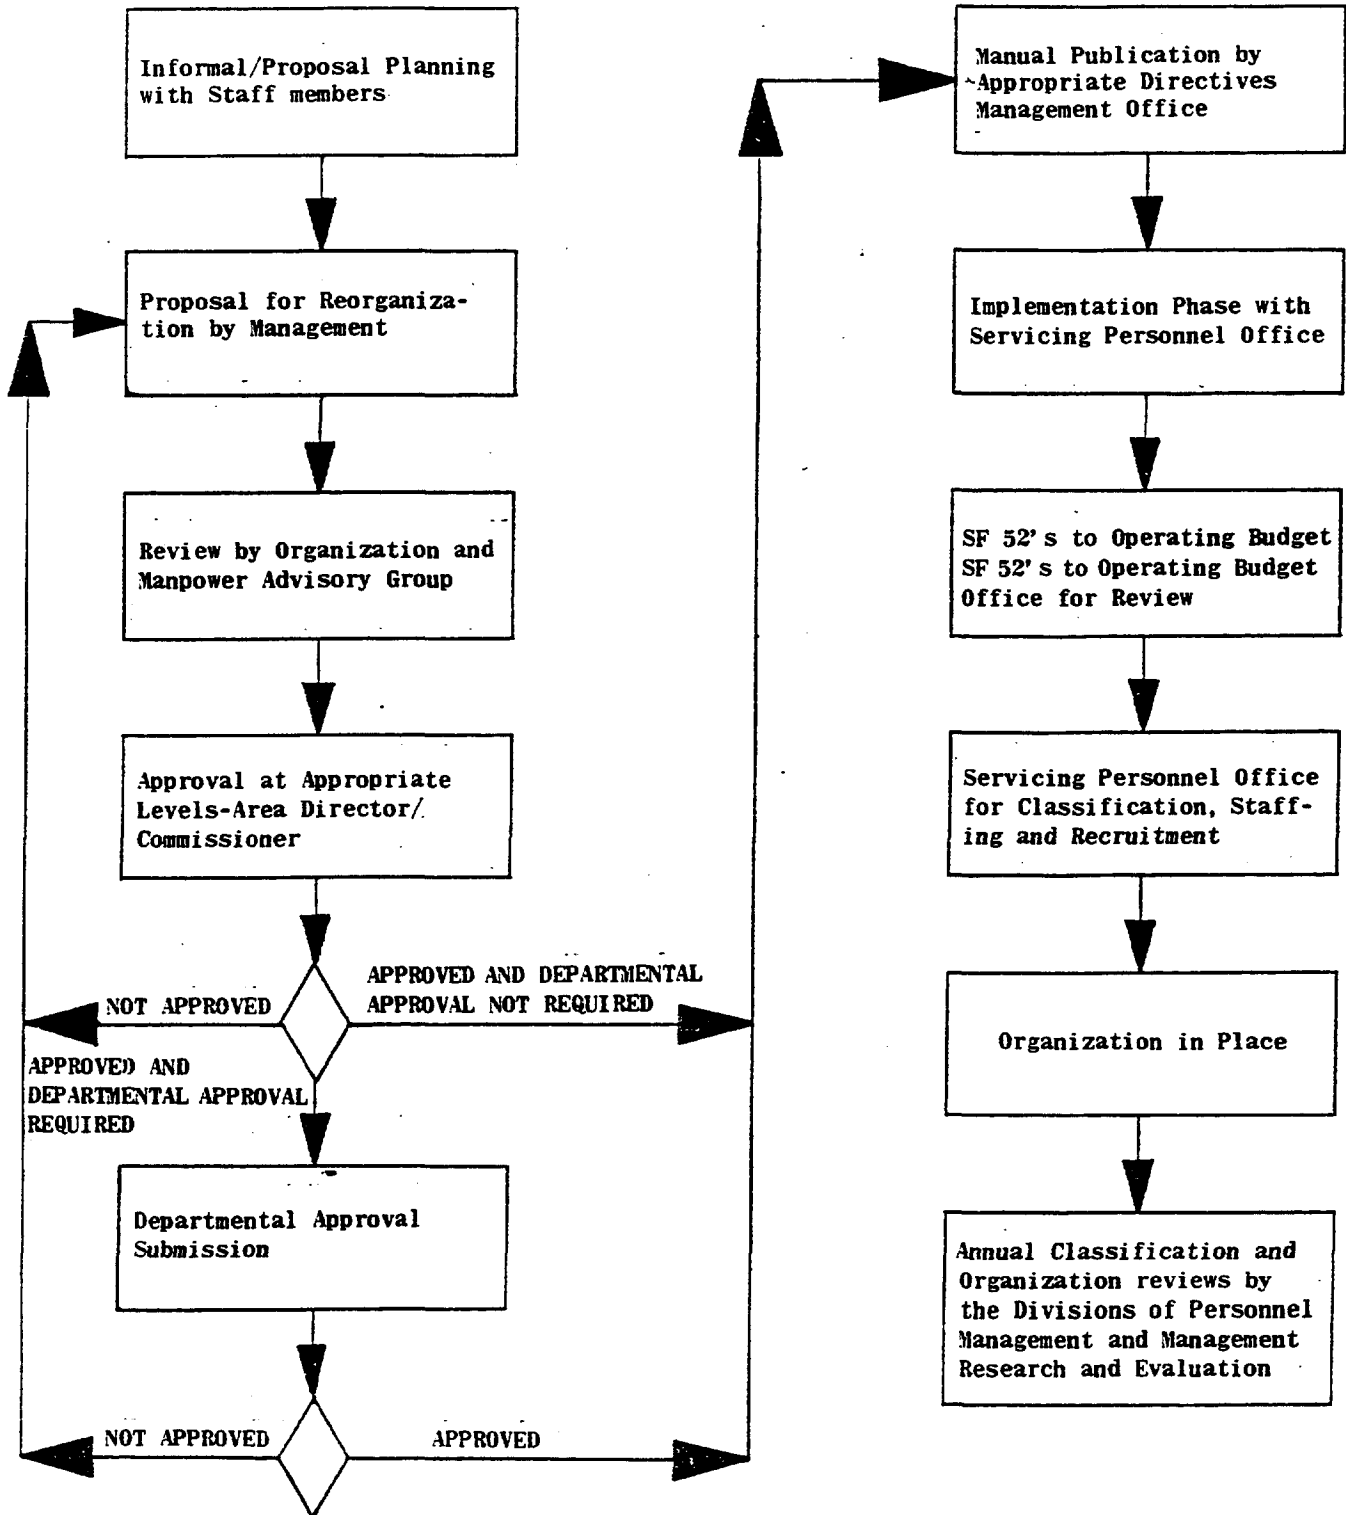 Informal/Proposal Planning
with Staff members
Proposal for Reorganiza-
tion by Management
Review by Organization and
Manpower Advisory Group
Approval at Appropriate
Levels-Area Director/
Commissioner
NOT APPROVED
APPROVED AND DEPARTMENTAL
APPROVAL NOT REQUIRED
APPROVED AND
DEPARTMENTAL APPROVAL
REQUIRED
Departmental Approval
Submission
NOT APPROVED
APPROVED
Manual Publication by
Appropriate Directives
Management Office
Implementation Phase with
Servicing Personnel Office
SF 52's to Operating Budget
SF 52's to Operating Budget
Office for Review
Servicing Personnel Office
for Classification, Staff-
ing and Recruitment
Organization in Place
Annual Classification and
Organization reviews by
the Divisions of Personnel
Management and Management
Research and Evaluation